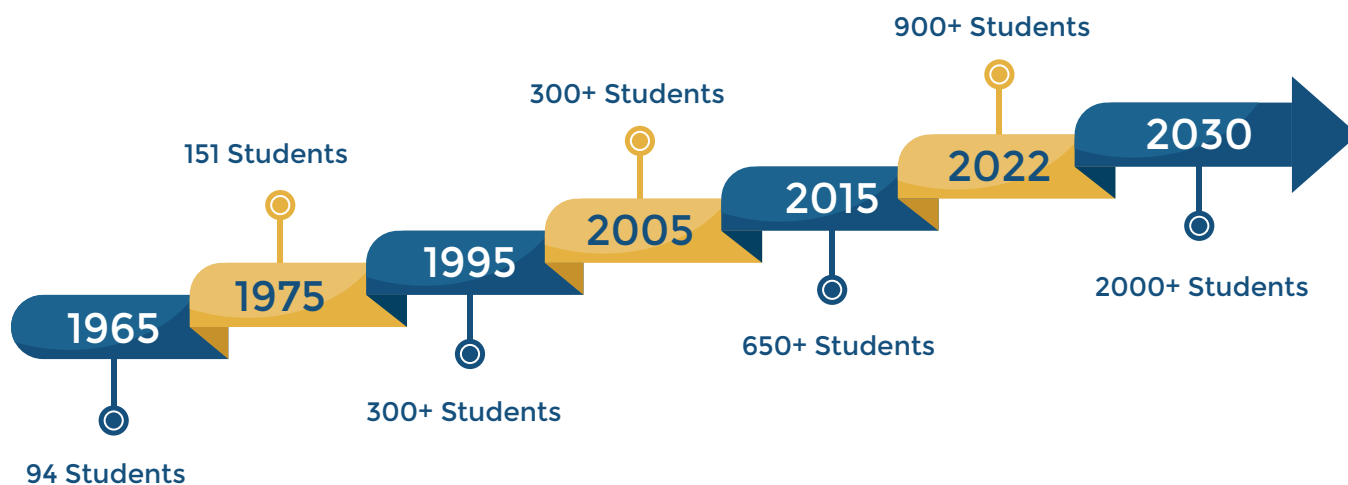 1965
94 Students
1975
151 Students
1995
300+ Students
2005
300+ Students
2015
650+ Students
2022
900+ Students
2030
2000+ Students